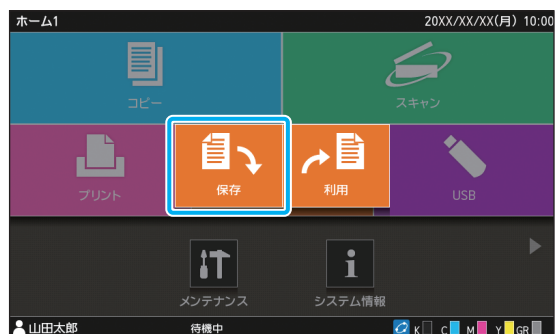 ホーム1 20XX/XX/XX(月) 10:00
コピー スキャン
プリント 保存 利用 USB
メンテナンス システム情報
山田太郎 待機中 K C M Y GR